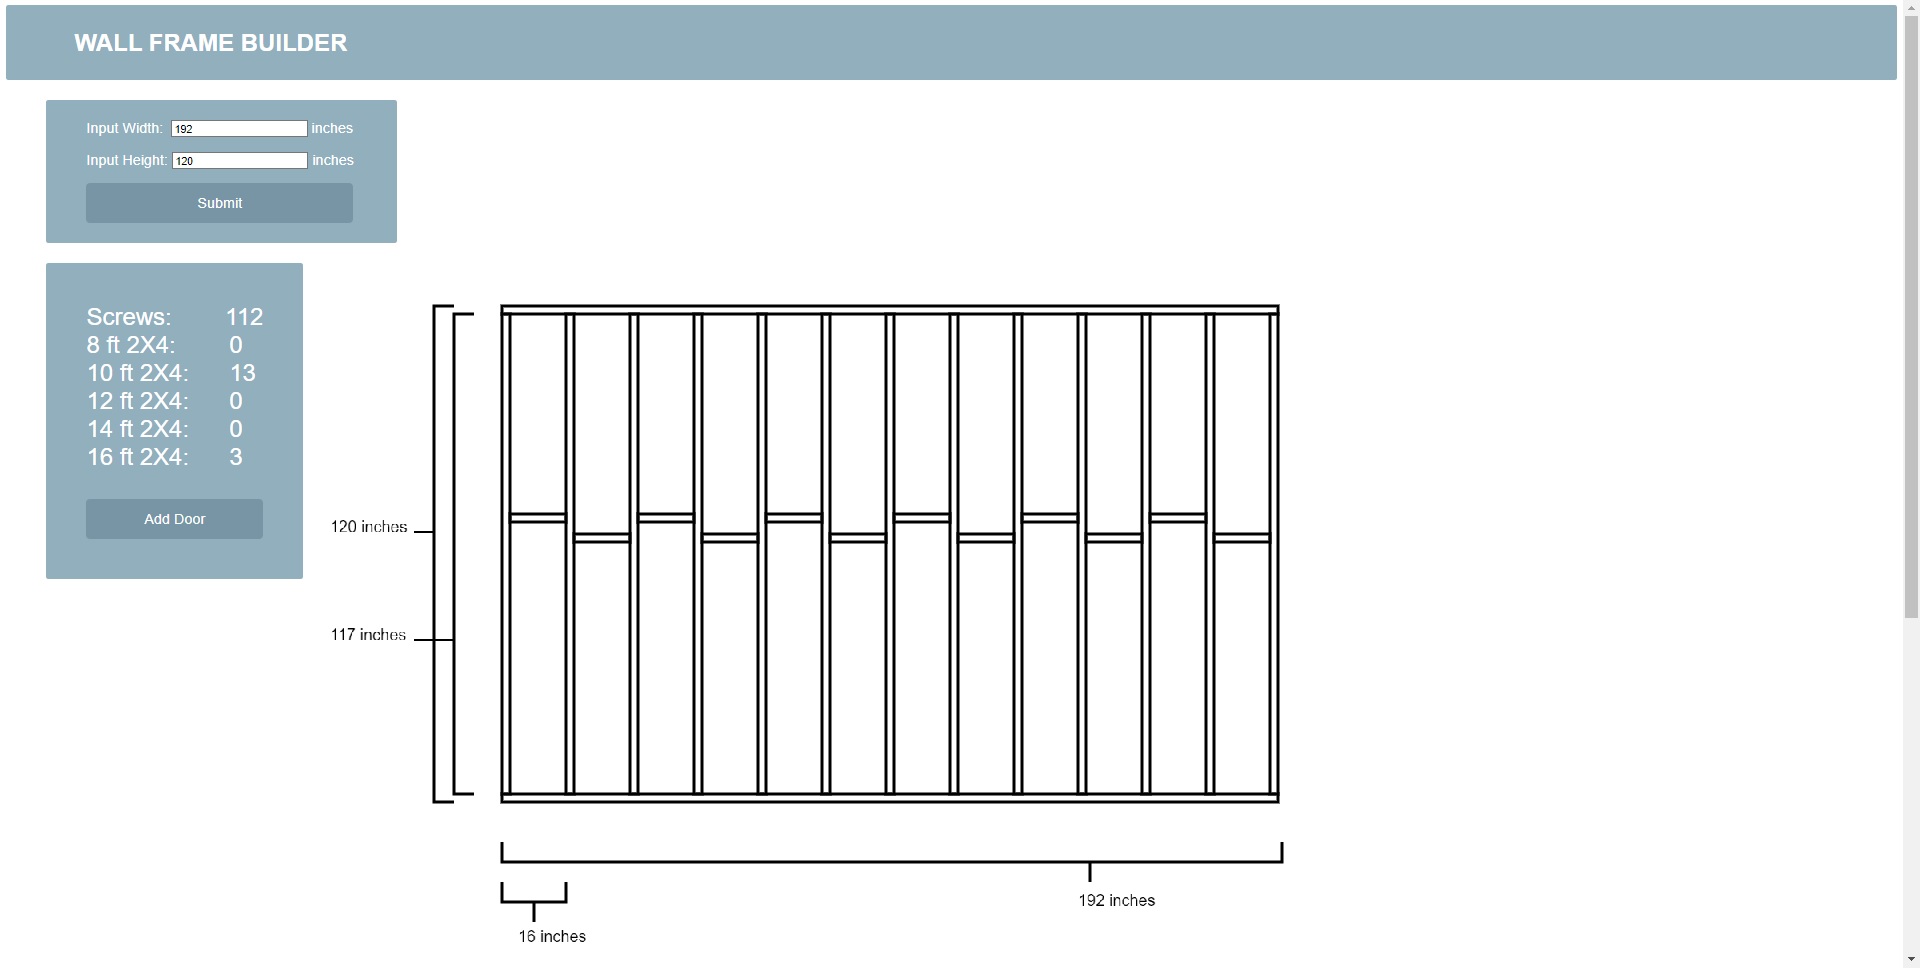 WALL FRAME BUILDER
Input Width: 192 inches
Input Height: 120 inches
Submit
Screws: 112
8 ft 2X4: 0
10 ft 2X4: 13
12 ft 2X4: 0
14 ft 2X4: 0
16 ft 2X4: 3
Add Door
120 inches
117 inches
192 inches
16 inches